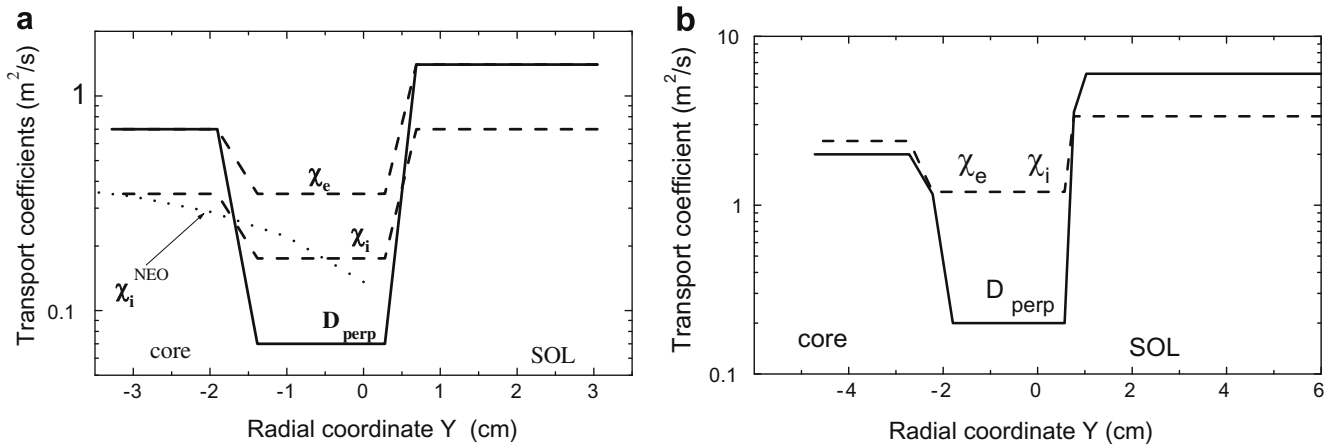 a
Transport coefficients (m²/s)
1
0.1
χe
χi
χi NEO
Dperp
core
SOL
-3 -2 -1 0 1 2 3
Radial coordinate Y (cm)
b
Transport coefficient (m²/s)
10
1
0.1
χe χi
D perp
core
SOL
-4 -2 0 2 4 6
Radial coordinate Y (cm)